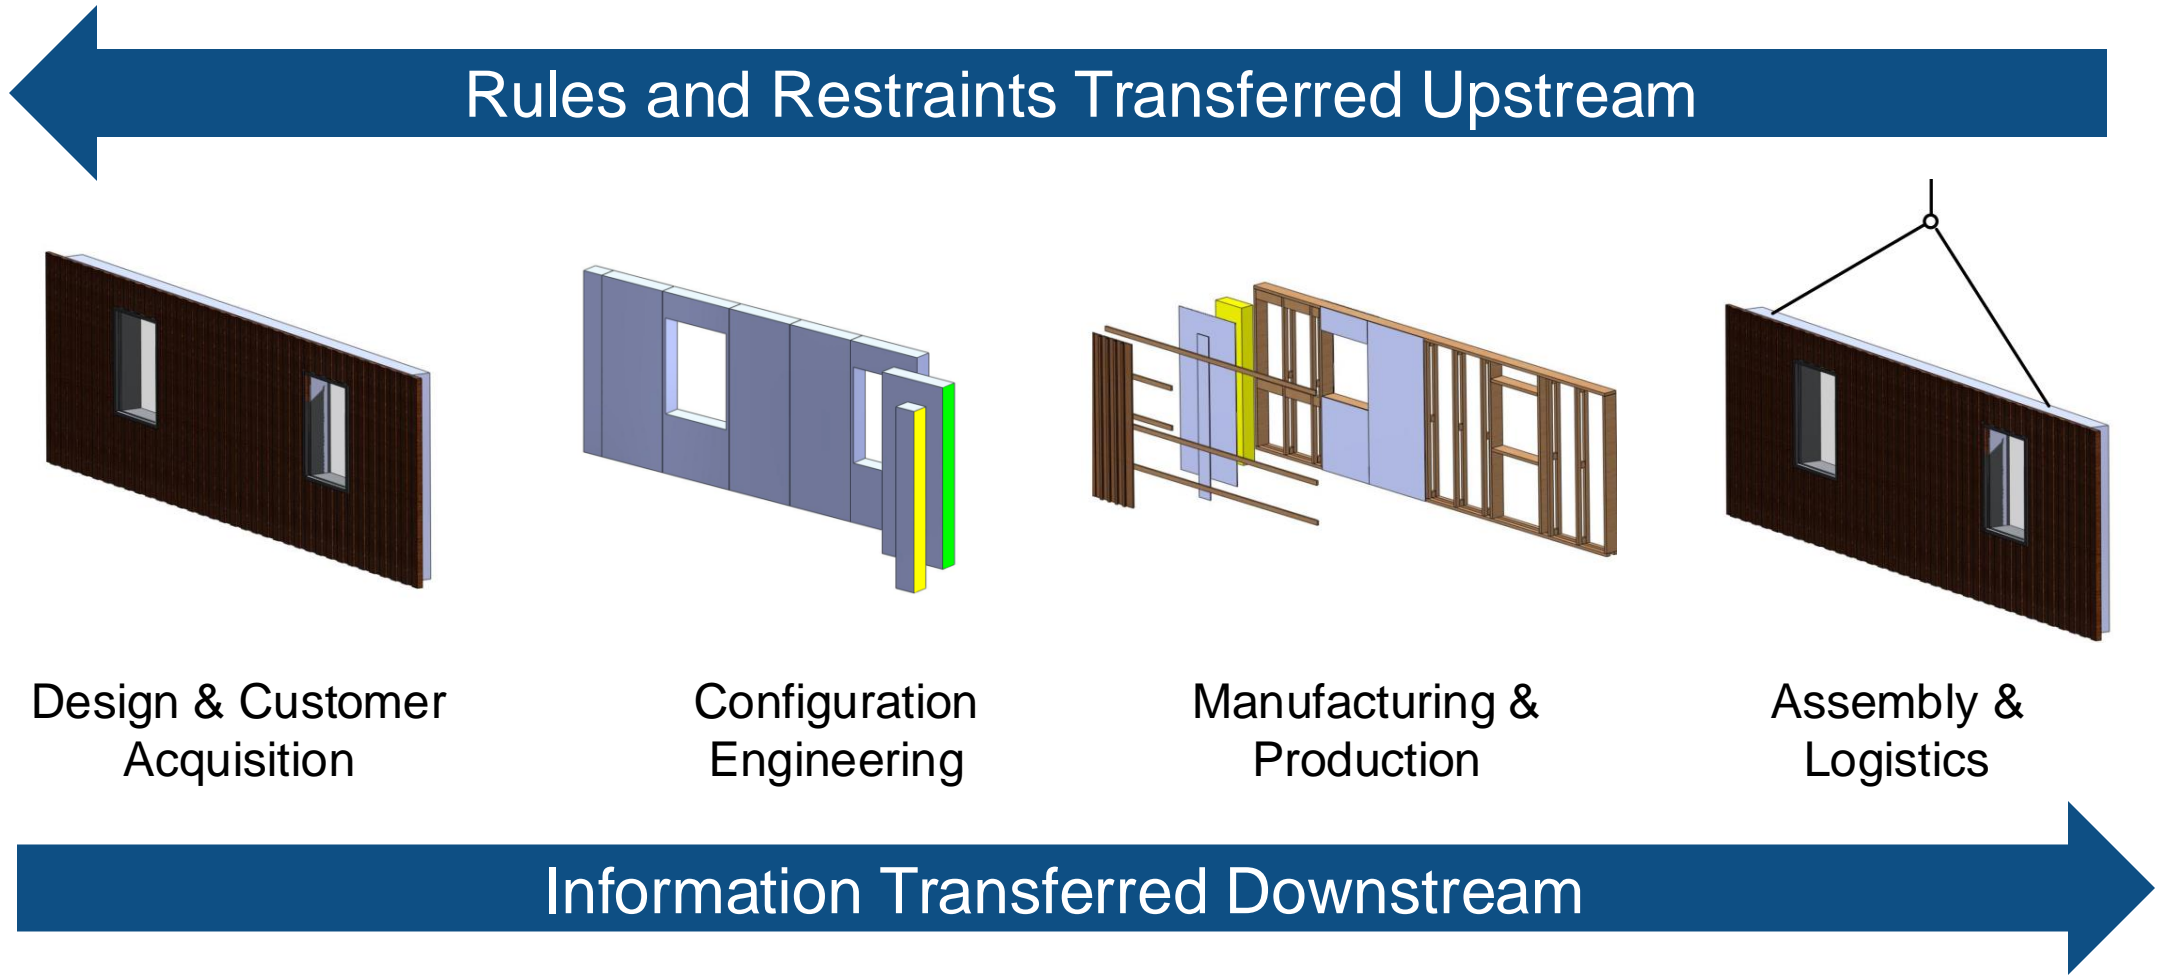 Rules and Restraints Transferred Upstream
Design & Customer
Acquisition
Configuration
Engineering
Manufacturing &
Production
Assembly &
Logistics
Information Transferred Downstream